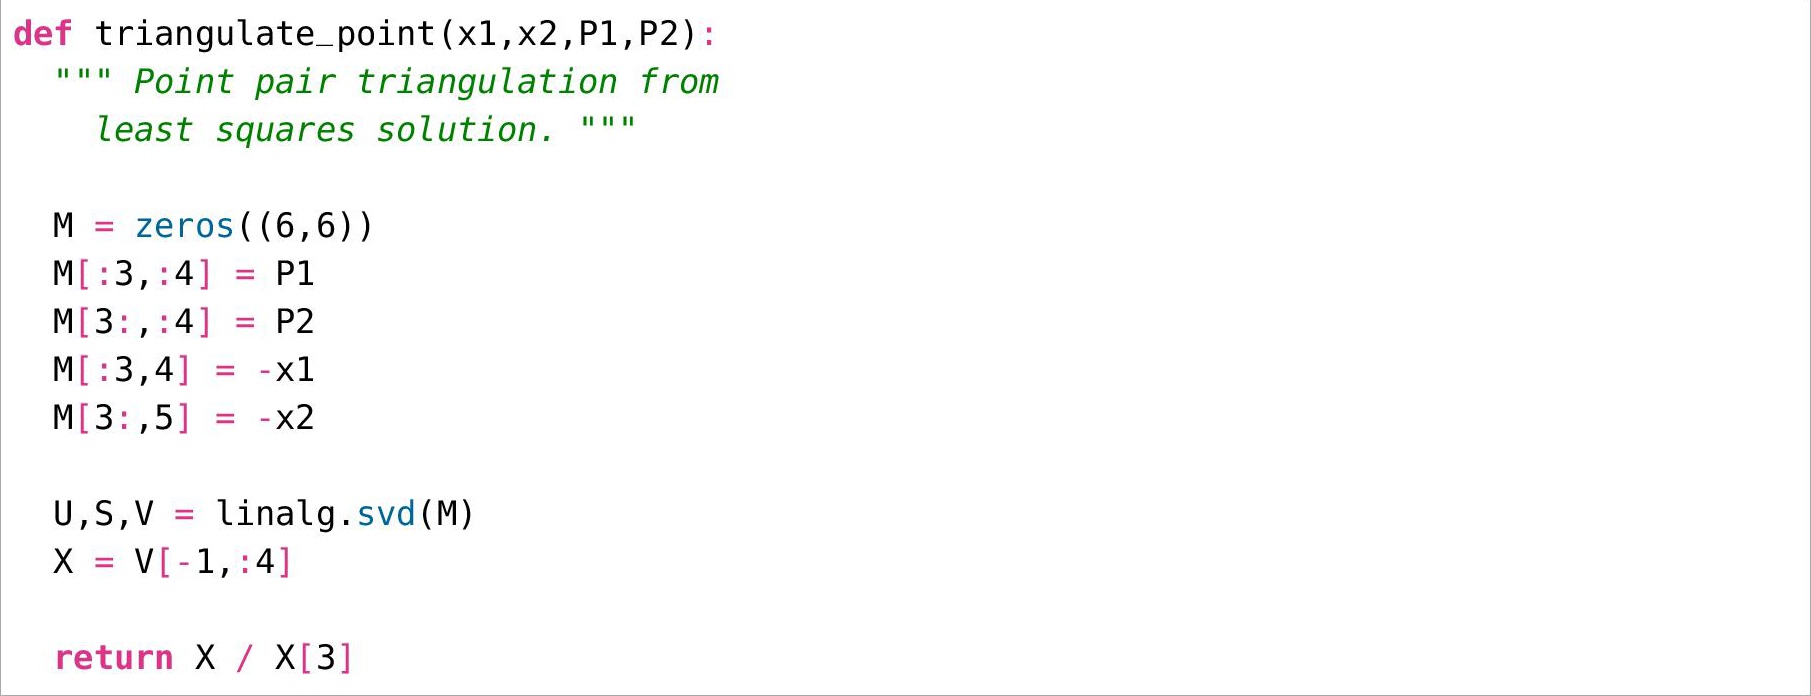 def triangulate_point(x1,x2,P1,P2):
  """ Point pair triangulation from
    least squares solution. """

  M = zeros((6,6))
  M[:3,:4] = P1
  M[3:,:4] = P2
  M[:3,4] = -x1
  M[3:,5] = -x2

  U,S,V = linalg.svd(M)
  X = V[-1,:4]

  return X / X[3]